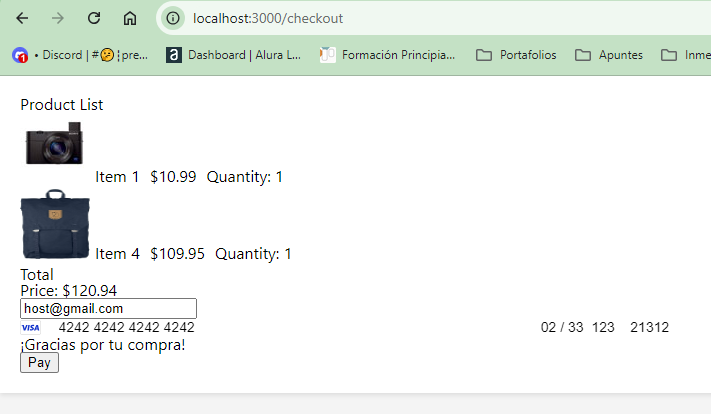 localhost:3000/checkout
• Discord | #😕¦pre... Dashboard | Alura L... Formación Principia... Portafolios Apuntes Inme
Product List
Item 1 $10.99 Quantity: 1
Item 4 $109.95 Quantity: 1
Total
Price: $120.94
host@gmail.com
VISA 4242 4242 4242 4242 02 / 33 123 21312
¡Gracias por tu compra!
Pay